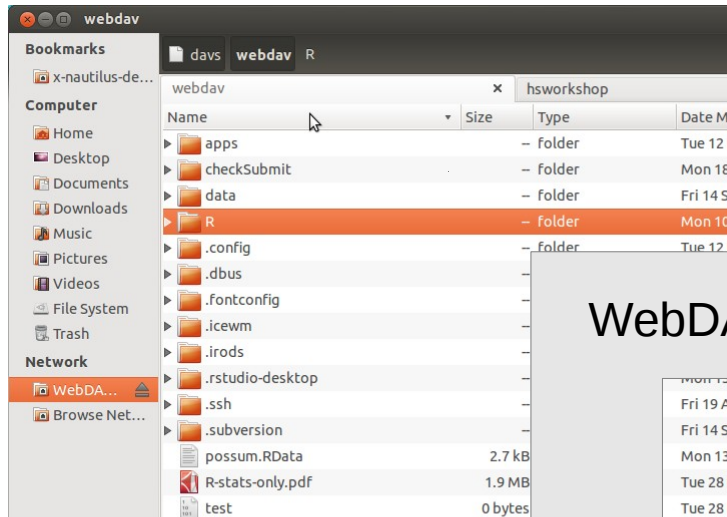 webdav
Bookmarks
x-nautilus-de...
Computer
Home
Desktop
Documents
Downloads
Music
Pictures
Videos
File System
Trash
Network
WebDA...
Browse Net...
davs webdav R
webdav × hsworkshop
Name Size Type Date M
apps -- folder Tue 12
checkSubmit -- folder Mon 18
data -- folder Fri 14 S
R -- folder Mon 10
.config -- folder Tue 12
.dbus --
.fontconfig --
.icewm --
.irods --
.rstudio-desktop --
.ssh -- Fri 19 A
.subversion -- Fri 14 S
possum.RData 2.7 kB Mon 13
R-stats-only.pdf 1.9 MB Tue 28
test 0 bytes Tue 28
WebDA